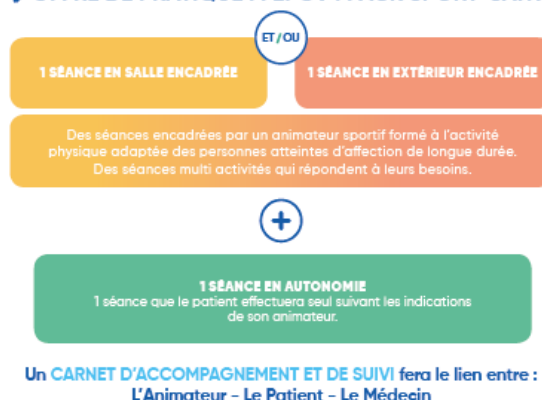 ET/OU
1 SÉANCE EN SALLE ENCADRÉE
1 SÉANCE EN EXTÉRIEUR ENCADRÉE
Des séances encadrées par un animateur sportif formé à l'activité
physique adaptée des personnes atteintes d'affection de longue durée.
Des séances multi activités qui répondent à leurs besoins.
+
1 SÉANCE EN AUTONOMIE
1 séance que le patient effectuera seul suivant les indications
de son animateur.
Un CARNET D'ACCOMPAGNEMENT ET DE SUIVI fera le lien entre :
L'Animateur - Le Patient - Le Médecin